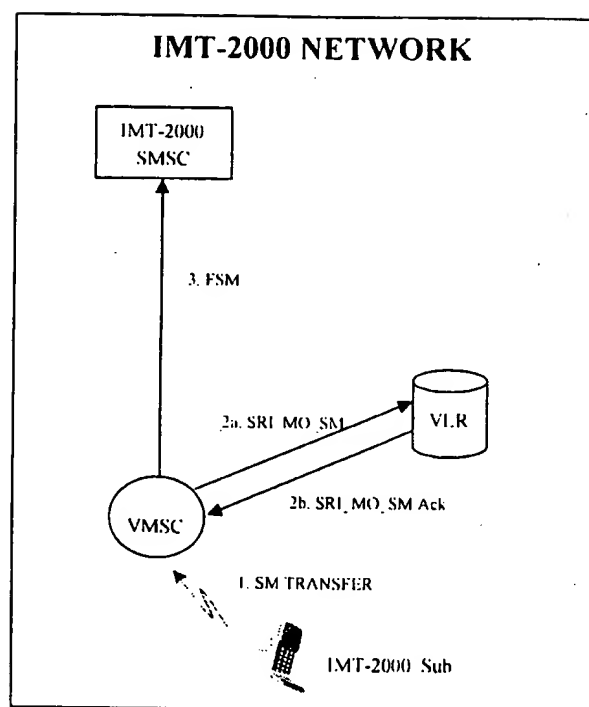 IMT-2000 NETWORK
IMT-2000
SMSC
3. FSM
2a. SRI_MO_SM
VLR
2b. SRI_MO_SM Ack
VMSC
1. SM TRANSFER
IMT-2000 Sub